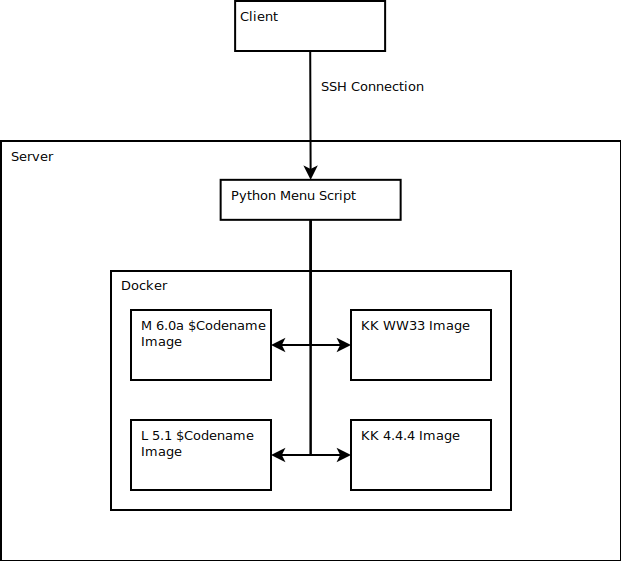 Client
SSH Connection
Server
Python Menu Script
Docker
M 6.0a $Codename
Image
KK WW33 Image
L 5.1 $Codename
Image
KK 4.4.4 Image